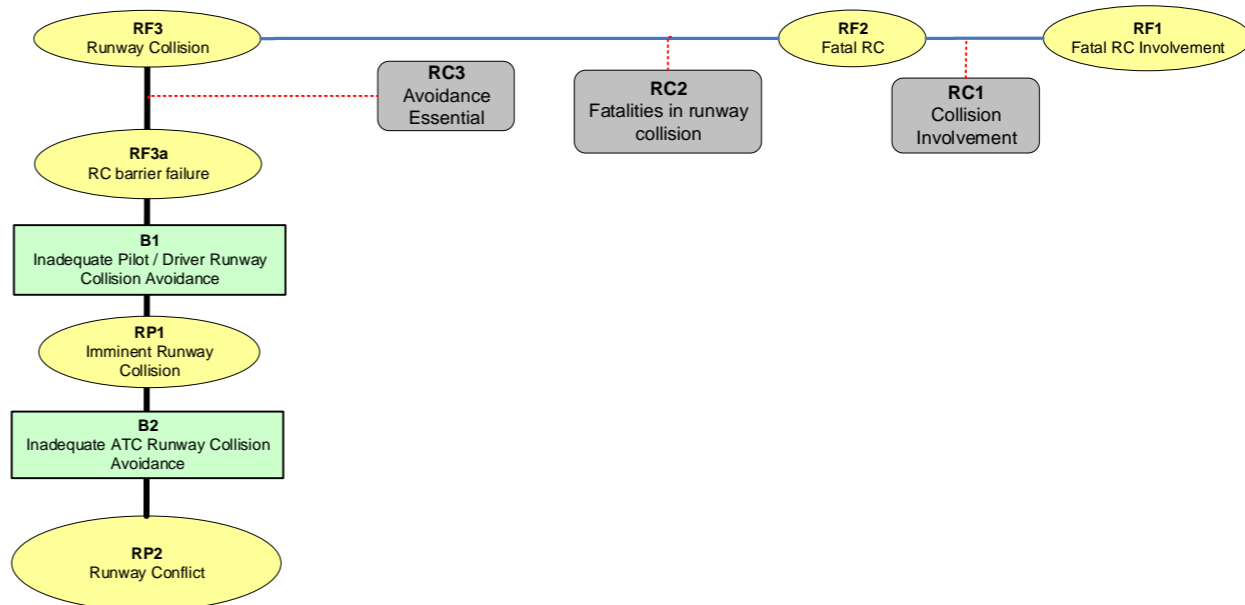 RF3
Runway Collision
RF2
Fatal RC
RF1
Fatal RC Involvement
RC3
Avoidance
Essential
RC2
Fatalities in runway
collision
RC1
Collision
Involvement
RF3a
RC barrier failure
B1
Inadequate Pilot / Driver Runway
Collision Avoidance
RP1
Imminent Runway
Collision
B2
Inadequate ATC Runway Collision
Avoidance
RP2
Runway Conflict